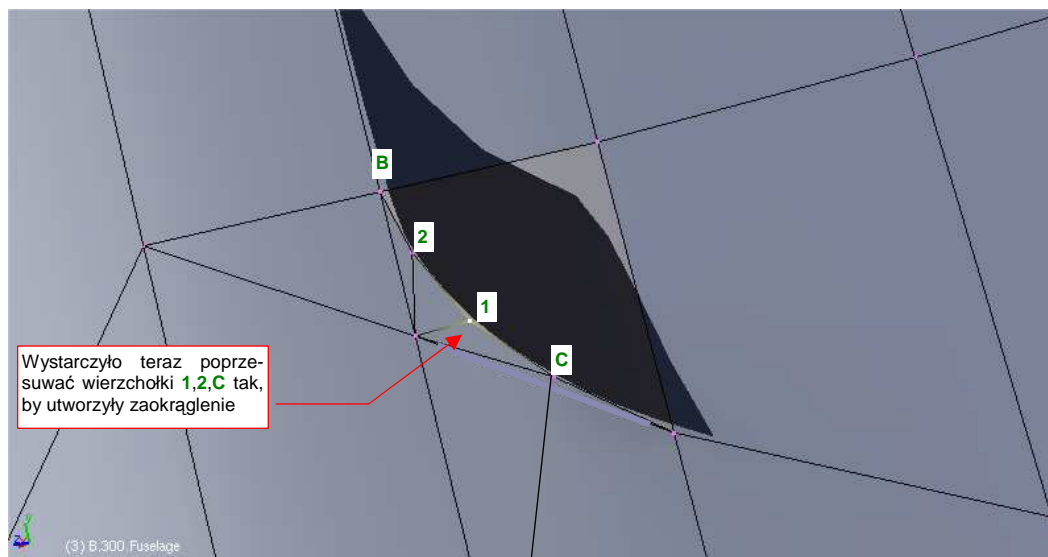 B
2
1
C
Wystarczyło teraz poprze-
suwać wierzchołki 1,2,C tak,
by utworzyły zaokrąglenie
(3) B.300.Fuselage